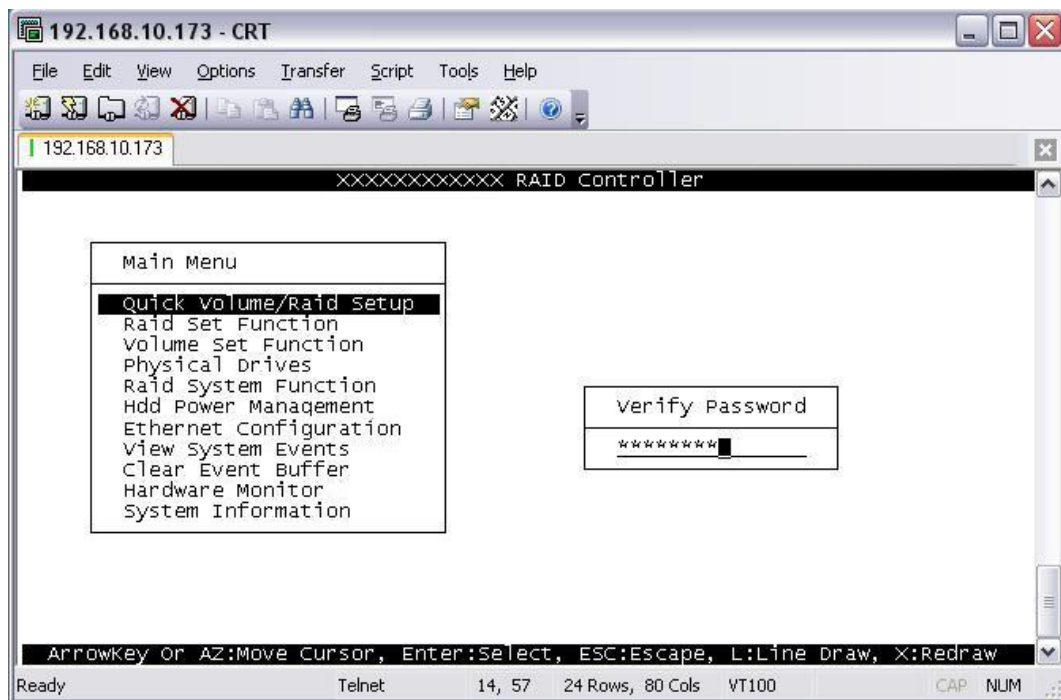 192.168.10.173 - CRT
File Edit View Options Transfer Script Tools Help
192.168.10.173
XXXXXXXXXXXX RAID Controller
Main Menu
Quick Volume/Raid Setup
Raid Set Function
Volume Set Function
Physical Drives
Raid System Function
Hdd Power Management
Ethernet Configuration
View System Events
Clear Event Buffer
Hardware Monitor
System Information
Verify Password
********
ArrowKey Or AZ:Move Cursor, Enter:Select, ESC:Escape, L:Line Draw, X:Redraw
Ready Telnet 14, 57 24 Rows, 80 Cols VT100 CAP NUM